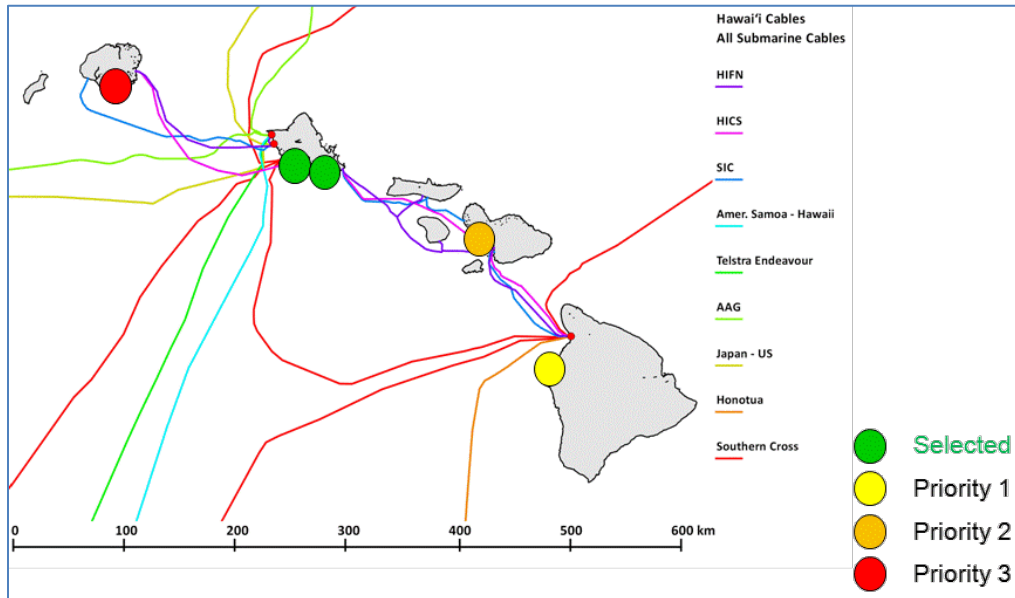 Hawai‘i Cables
All Submarine Cables
HIFN
HICS
SIC
Amer. Samoa - Hawaii
Telstra Endeavour
AAG
Japan - US
Honotua
Southern Cross
Selected
Priority 1
Priority 2
Priority 3
0 100 200 300 400 500 600 km